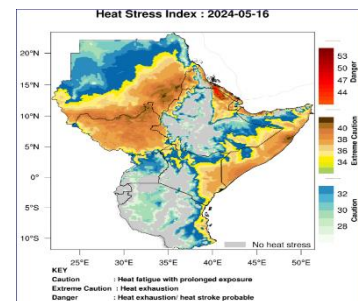 Heat Stress Index : 2024-05-16
20°N
15°N
10°N
5°N
0°
5°S
10°S
25°E 30°E 35°E 40°E 45°E 50°E
No heat stress
53
50
47
44
Danger
40
38
36
34
Extreme Caution
32
30
28
Caution
KEY
Caution : Heat fatigue with prolonged exposure
Extreme Caution : Heat exhaustion
Danger : Heat exhaustion/ heat stroke probable